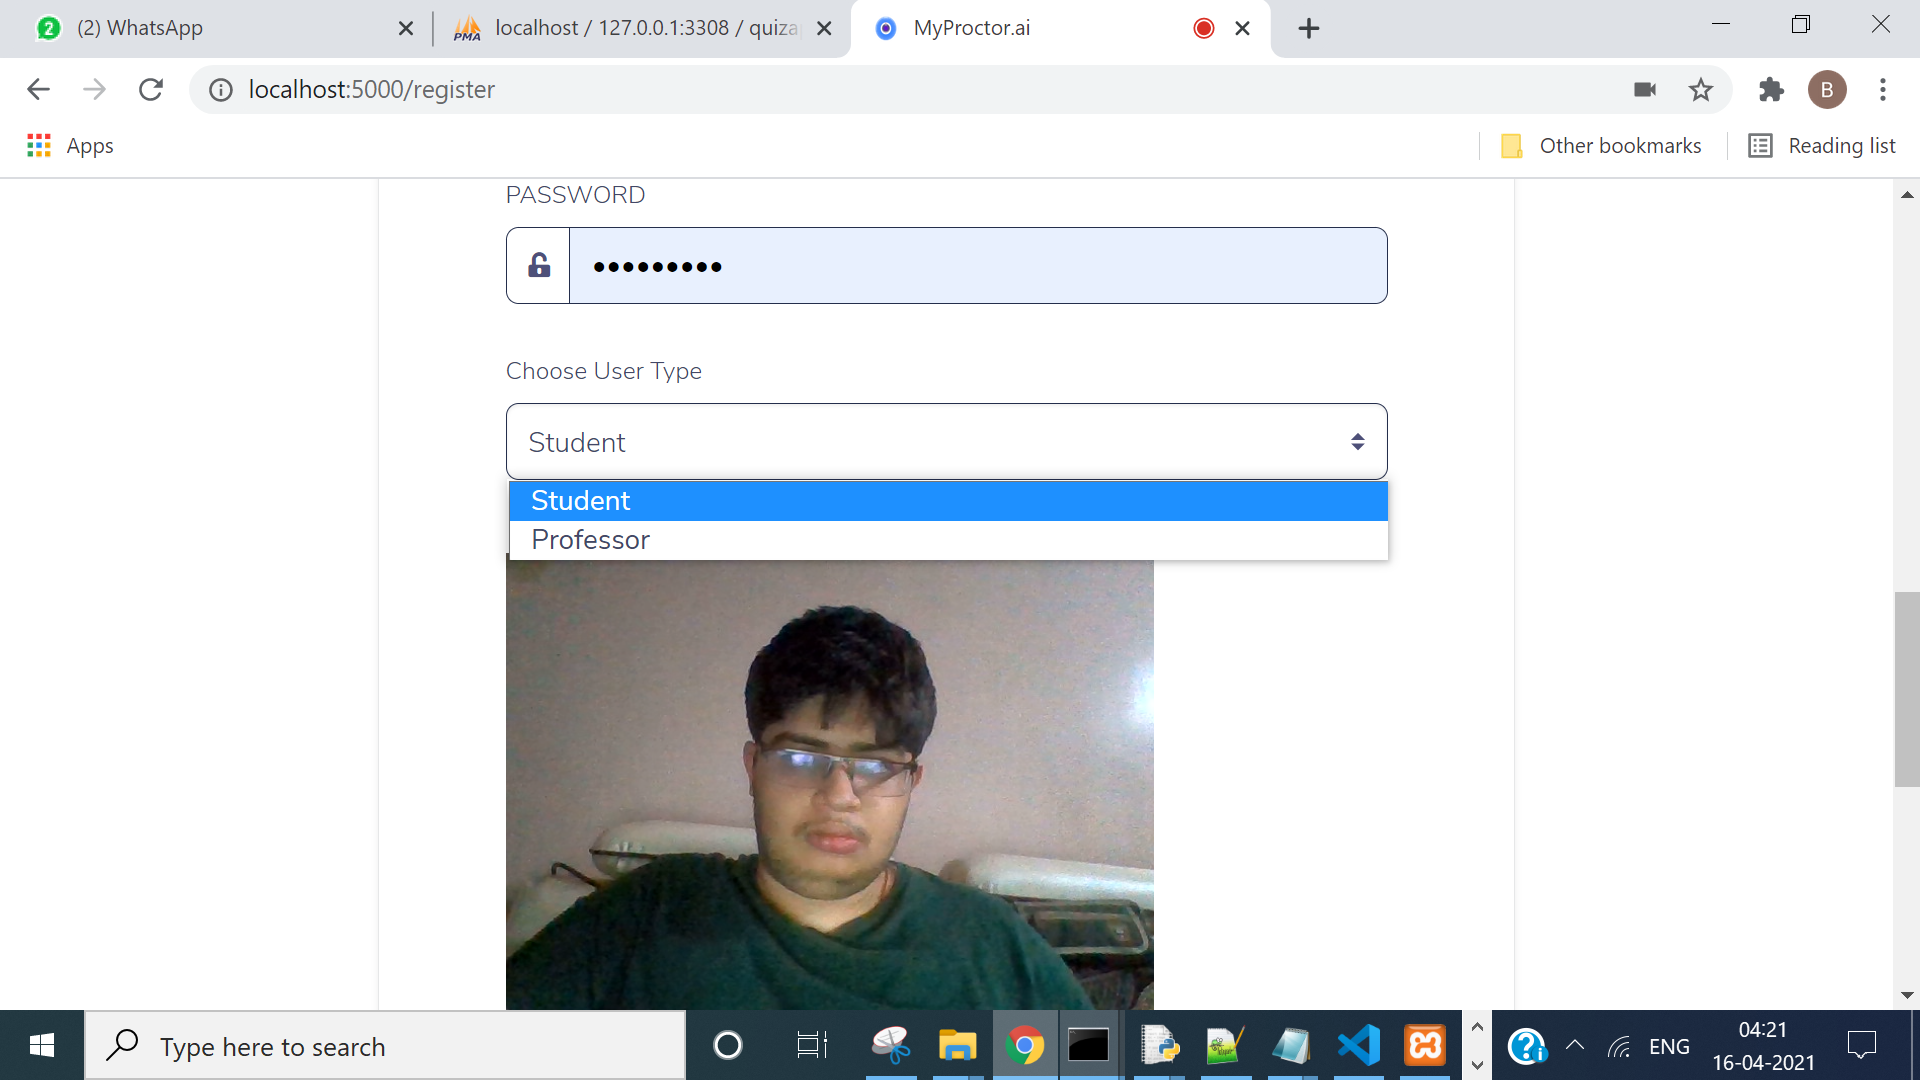 (2) WhatsApp
localhost / 127.0.0.1:3308 / quiza
MyProctor.ai
localhost:5000/register
B
Apps
Other bookmarks
Reading list
PASSWORD
Choose User Type
Student
Student
Professor
Type here to search
ENG
04:21
16-04-2021